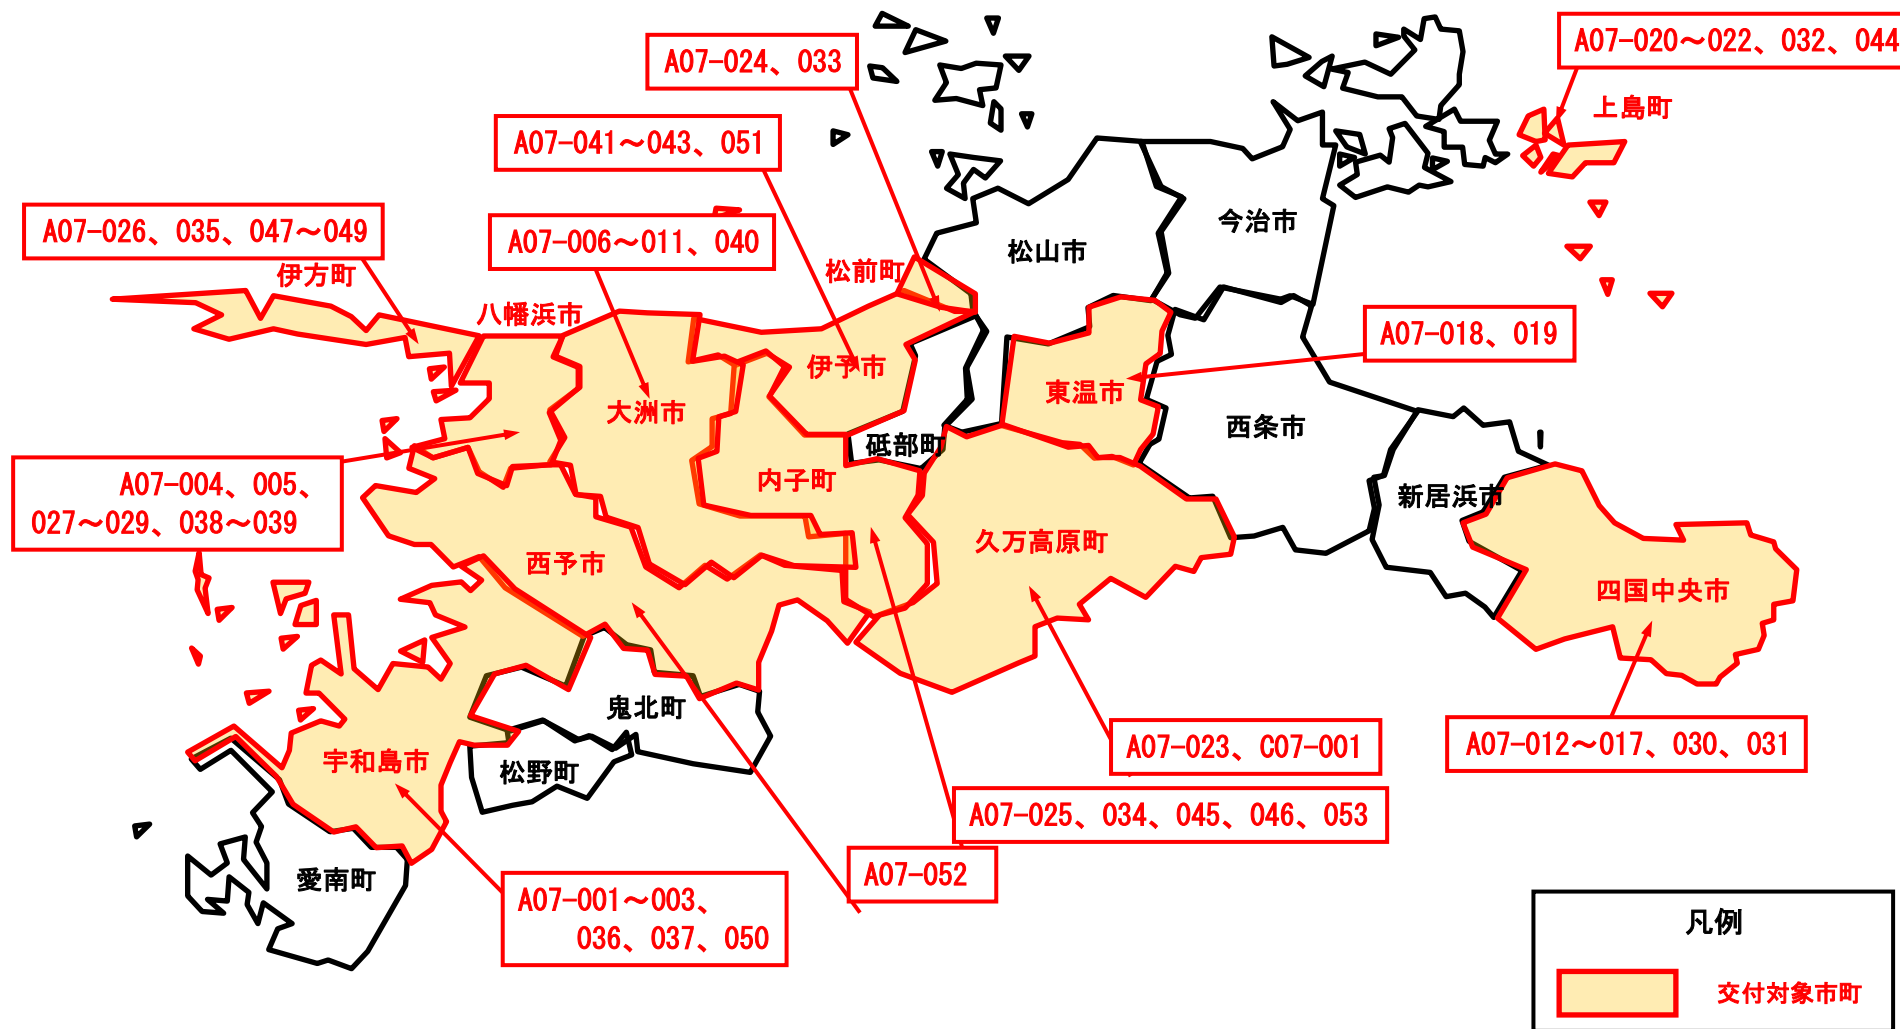 A07-020～022、032、044
A07-024、033
上島町
A07-041～043、051
A07-026、035、047～049
A07-006～011、040
松山市
今治市
伊方町
松前町
八幡浜市
A07-018、019
伊予市
東温市
大洲市
西条市
砥部町
A07-004、005、
027～029、038～039
内子町
新居浜市
久万高原町
西予市
四国中央市
鬼北町
A07-023、C07-001
A07-012～017、030、031
宇和島市
松野町
A07-025、034、045、046、053
A07-052
愛南町
A07-001～003、
036、037、050
凡例
交付対象市町